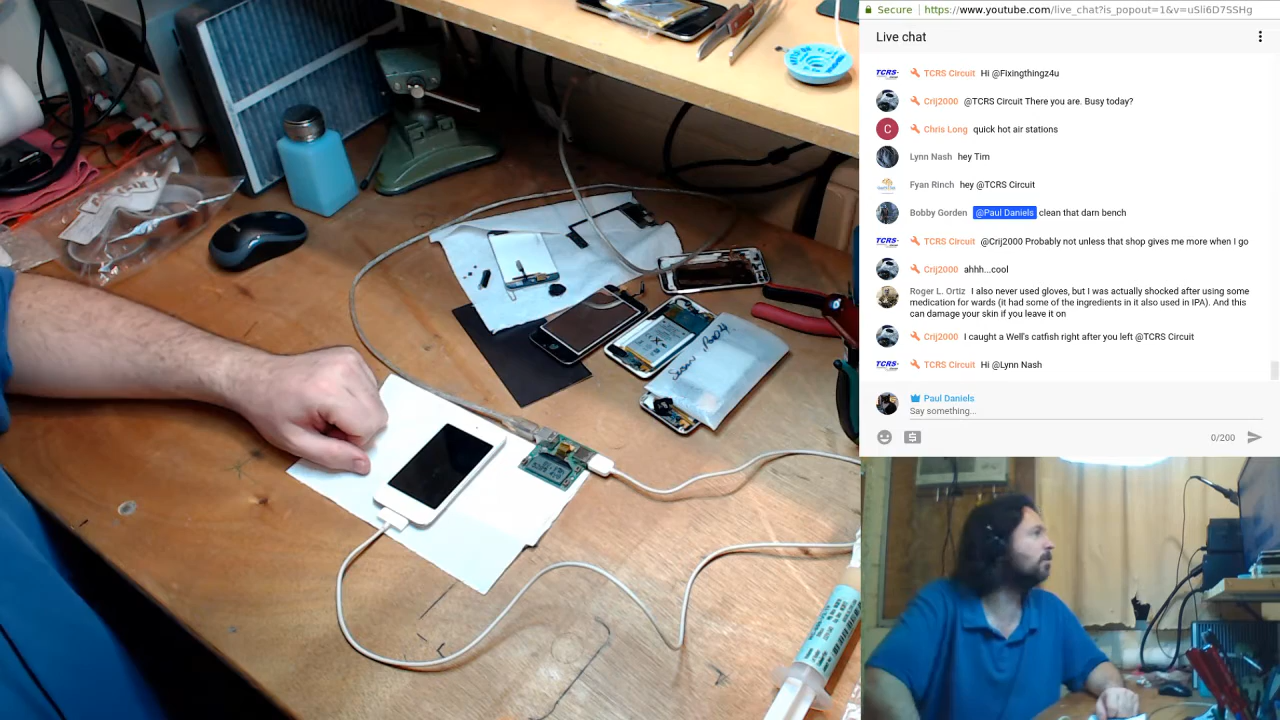 Secure https://www.youtube.com/live_chat?is_popout=1&v=uSli6D7SSHg
Live chat
TCRS Circuit Hi @Fixingthingz4u
Crij2000 @TCRS Circuit There you are. Busy today?
C Chris Long quick hot air stations
Lynn Nash hey Tim
Fyan Rinch hey @TCRS Circuit
Bobby Gorden @Paul Daniels clean that darn bench
TCRS Circuit @Crij2000 Probably not unless that shop gives me more when I go
Crij2000 ahhh...cool
Roger L. Ortiz I also never used gloves, but I was actually shocked after using some
medication for wards (it had some of the ingredients in it also used in IPA). And this
can damage your skin if you leave it on
Crij2000 I caught a Well's catfish right after you left @TCRS Circuit
TCRS Circuit Hi @Lynn Nash
Paul Daniels
Say something...
0/200